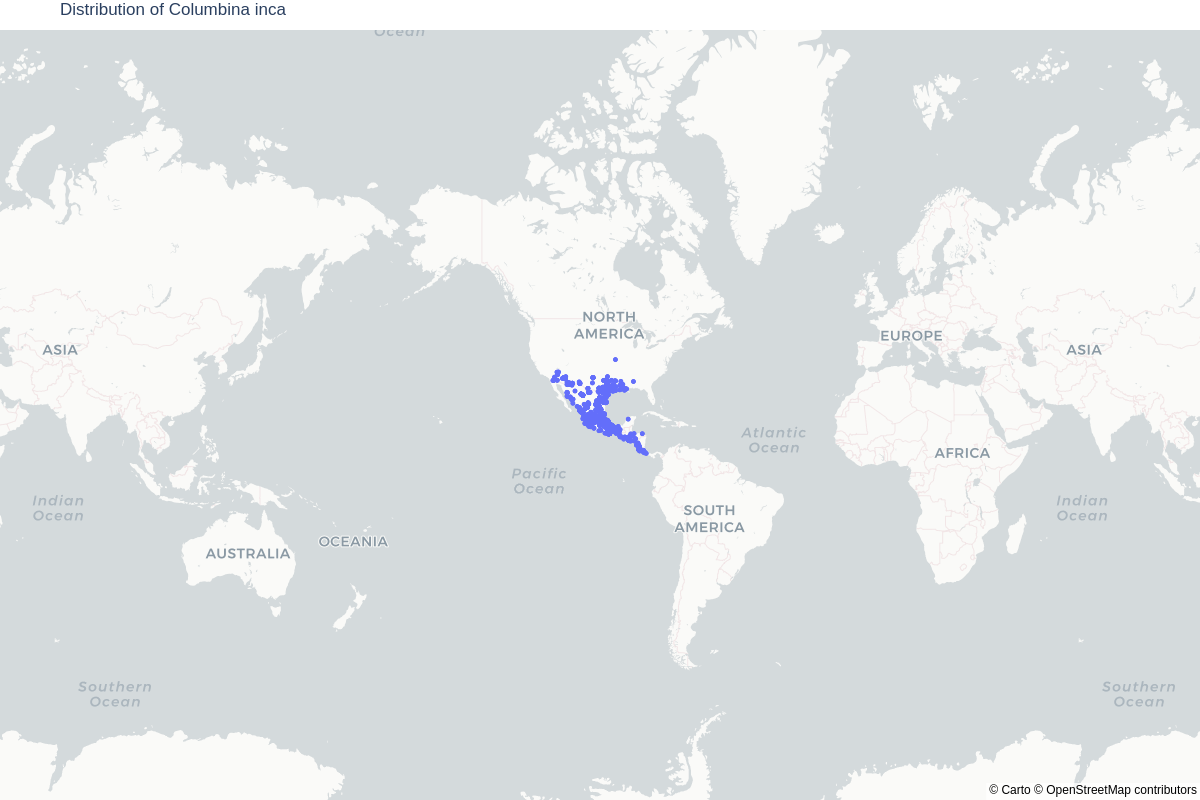 Distribution of Columbina inca
Ocean
NORTH
AMERICA
EUROPE
ASIA
ASIA
Atlantic
Ocean
AFRICA
Pacific
Ocean
Indian
Ocean
Indian
Ocean
SOUTH
AMERICA
OCEANIA
AUSTRALIA
Southern
Ocean
Southern
Ocean
© Carto © OpenStreetMap contributors